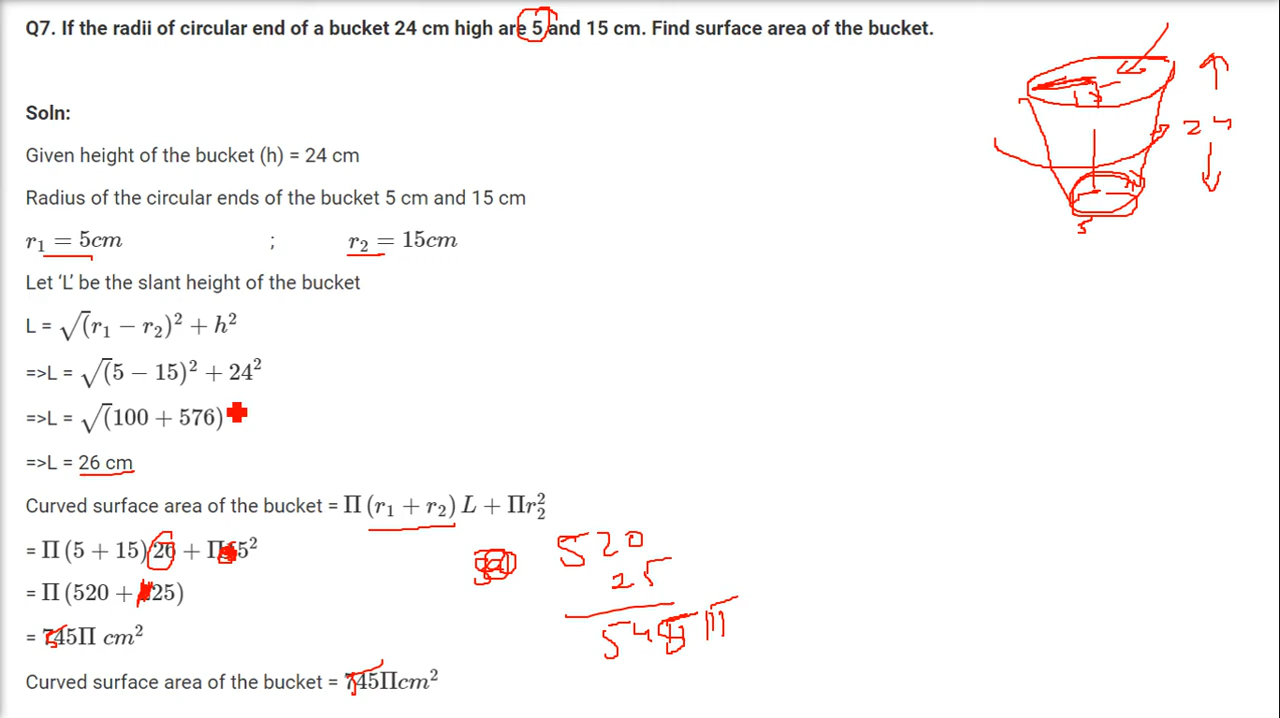 Q7. If the radii of circular end of a bucket 24 cm high are 5 and 15 cm. Find surface area of the bucket.
24
5
Soln:
Given height of the bucket (h) = 24 cm
Radius of the circular ends of the bucket 5 cm and 15 cm
r₁ = 5cm ; r₂ = 15cm
Let 'L' be the slant height of the bucket
L = √(r₁ − r₂)² + h²
=>L = √(5 − 15)² + 24²
=>L = √(100 + 576)
=>L = 26 cm
Curved surface area of the bucket = Π (r₁ + r₂) L + Πr₂²
= Π (5 + 15) 26 + Π 5²
= Π (520 + 25)
= 545Π cm²
Curved surface area of the bucket = 545Πcm²
520
25
545 Π